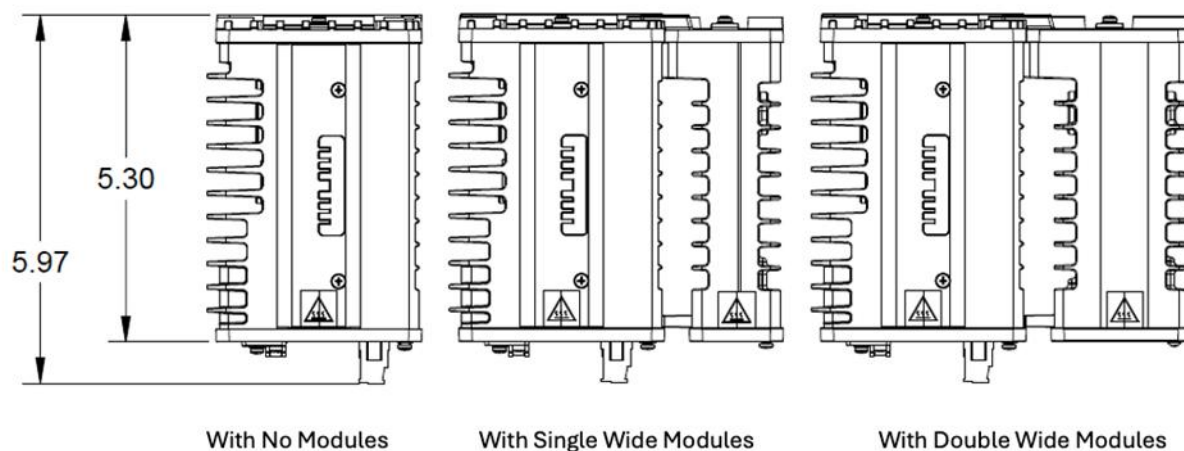 5.30
5.97
With No Modules
With Single Wide Modules
With Double Wide Modules